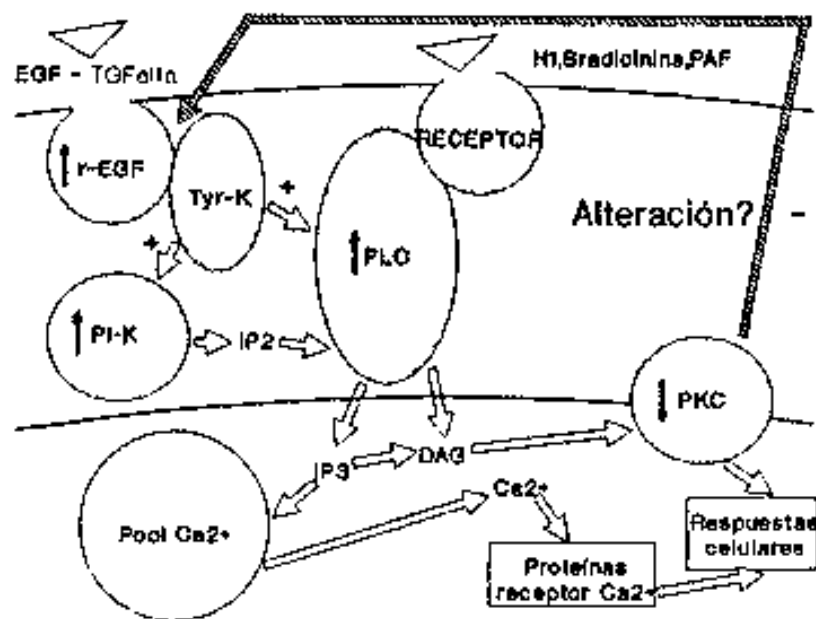 EGF - TGFalfa
H1,Bradicinina,PAF
RECEPTOR
r-EGF
Tyr-K
+
Alteración? -
PLC
+
PI-K
IP2
PKC
IP3
DAG
Ca2+
Pool Ca2+
Respuestas
celulares
Proteínas
receptor Ca2+